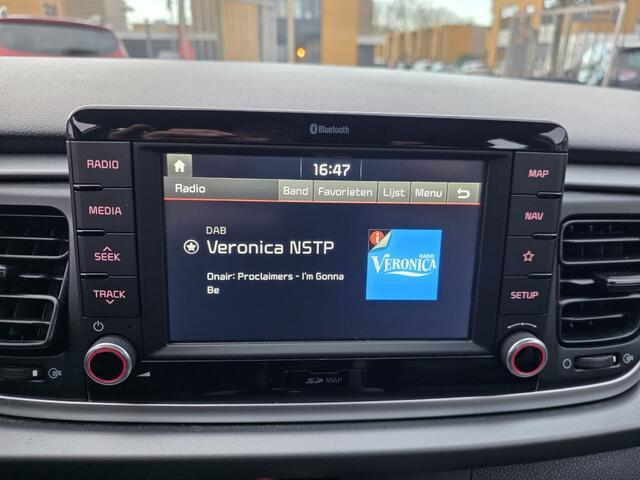 Bluetooth
RADIO
MEDIA
SEEK
TRACK
16:47
Radio Band Favorieten Lijst Menu
DAB
Veronica NSTP
Onair: Proclaimers - I'm Gonna
Be
i
RADIO
VERONICA
MAP
NAV
SETUP
SD MAP